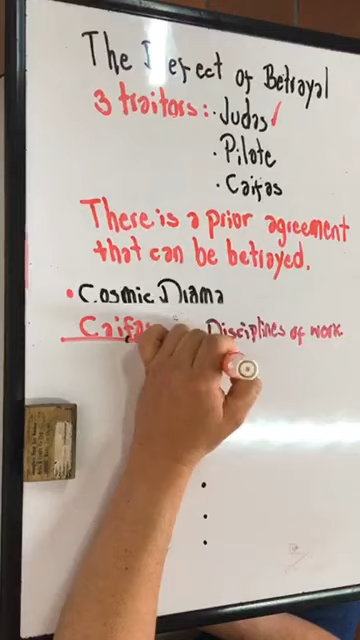 The Defect of Betrayal
3 traitors: · Judas ✓
· Pilate
· Caifas
There is a prior agreement
that can be betrayed.
• Cosmic Drama
Disciplines of work